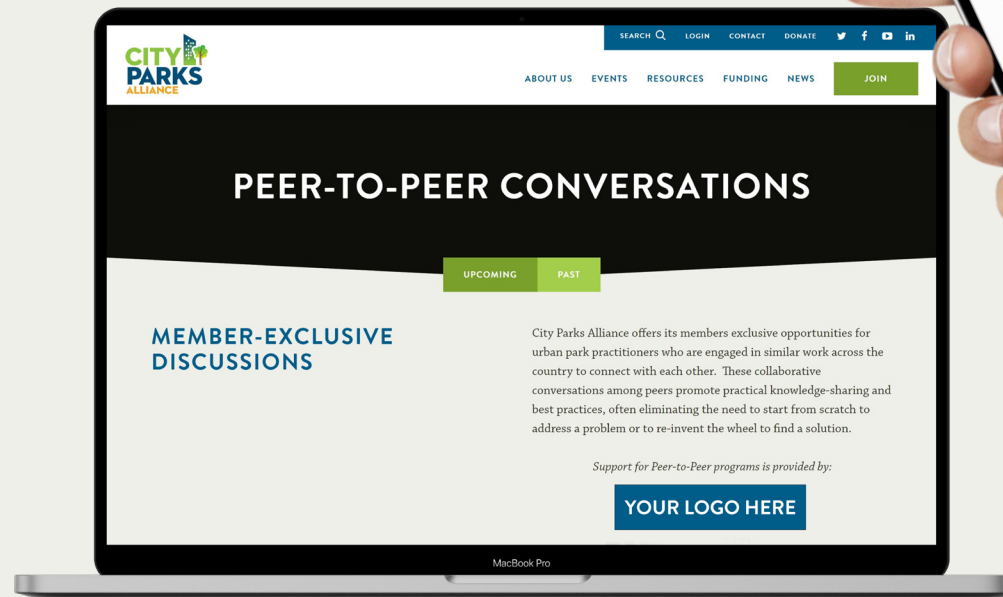 SEARCH LOGIN CONTACT DONATE
CITY
PARKS
ALLIANCE
ABOUT US EVENTS RESOURCES FUNDING NEWS JOIN
PEER-TO-PEER CONVERSATIONS
UPCOMING PAST
MEMBER-EXCLUSIVE
DISCUSSIONS
City Parks Alliance offers its members exclusive opportunities for
urban park practitioners who are engaged in similar work across the
country to connect with each other. These collaborative
conversations among peers promote practical knowledge-sharing and
best practices, often eliminating the need to start from scratch to
address a problem or to re-invent the wheel to find a solution.
Support for Peer-to-Peer programs is provided by:
YOUR LOGO HERE
MacBook Pro